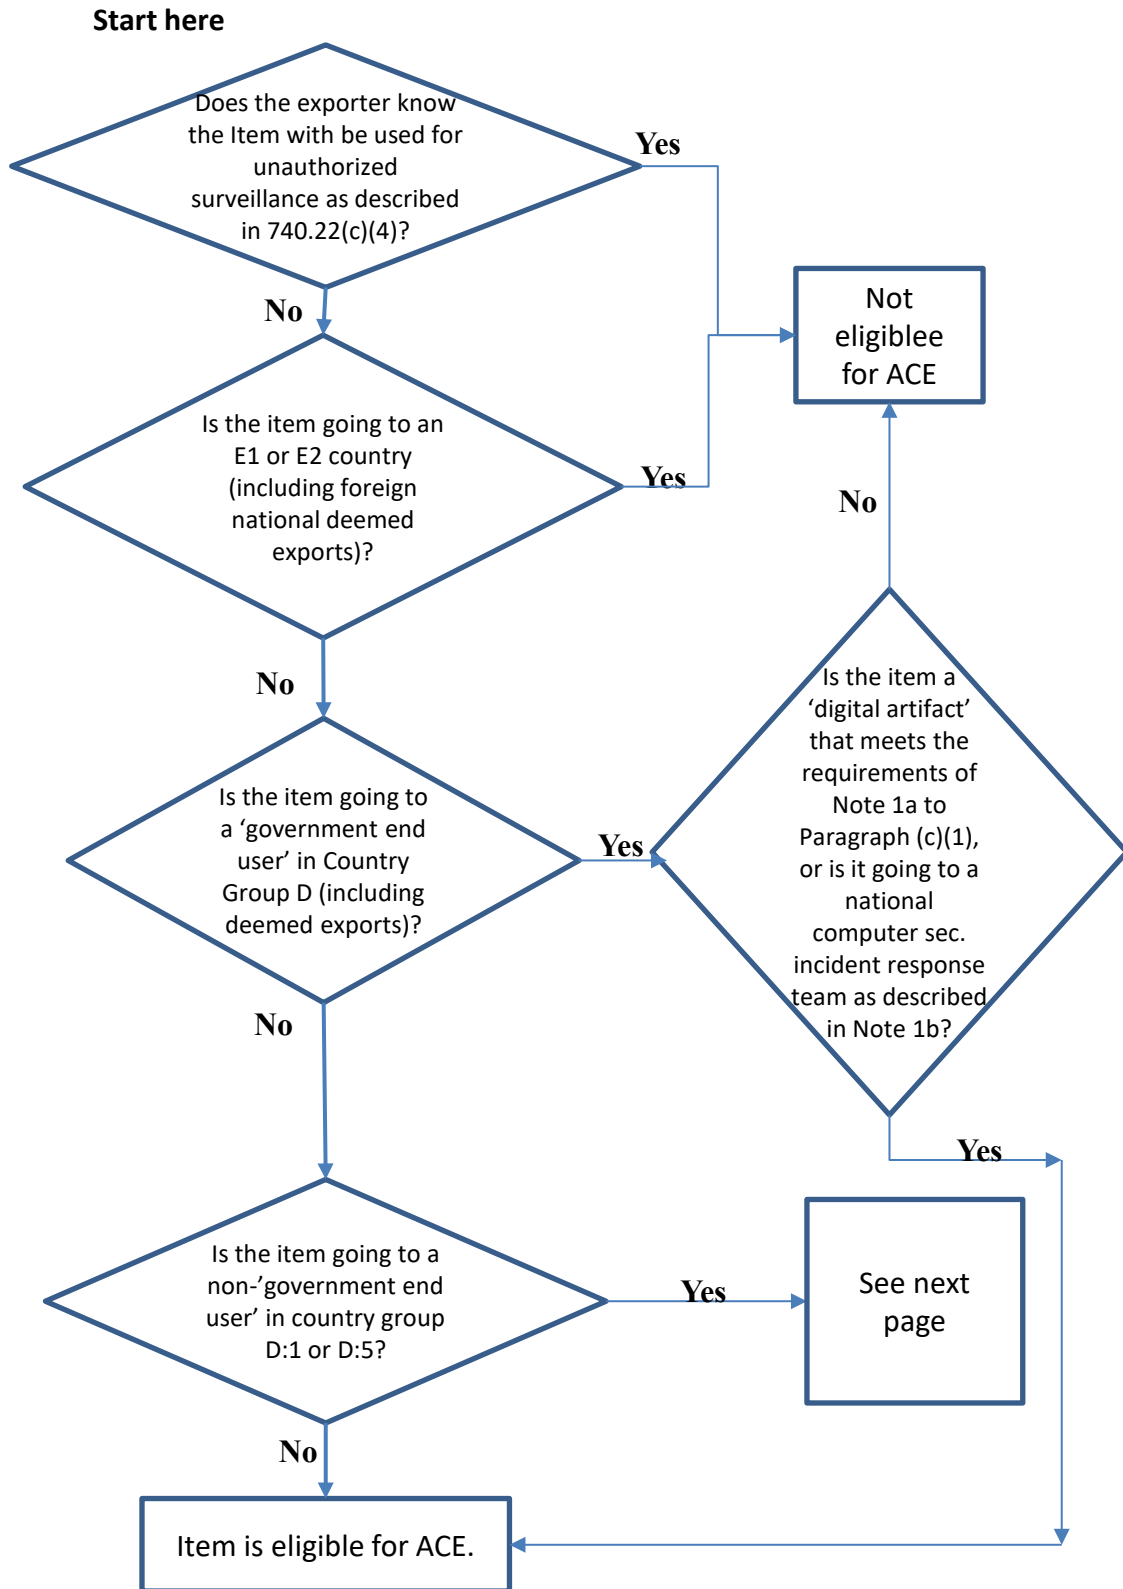 Start here
Does the exporter know
the Item with be used for
unauthorized
surveillance as described
in 740.22(c)(4)?
Yes
No
Not
eligiblee
for ACE
Is the item going to an
E1 or E2 country
(including foreign
national deemed
exports)?
Yes
No
No
Is the item a
‘digital artifact’
that meets the
requirements of
Note 1a to
Paragraph (c)(1),
or is it going to a
national
computer sec.
incident response
team as described
in Note 1b?
Is the item going to
a ‘government end
user’ in Country
Group D (including
deemed exports)?
Yes
No
Yes
Is the item going to a
non-’government end
user’ in country group
D:1 or D:5?
Yes
See next
page
No
Item is eligible for ACE.